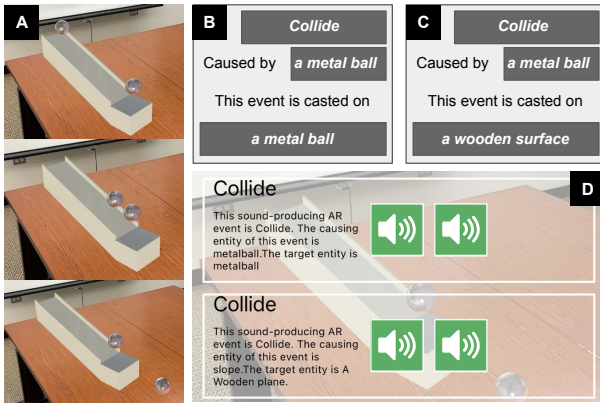 A
B
Collide
Caused by
a metal ball
This event is casted on
a metal ball
C
Collide
Caused by
a metal ball
This event is casted on
a wooden surface
D
Collide
This sound-producing AR
event is Collide. The causing
entity of this event is
metalball.The target entity is
metalball
Collide
This sound-producing AR
event is Collide. The causing
entity of this event is
slope.The target entity is A
Wooden plane.